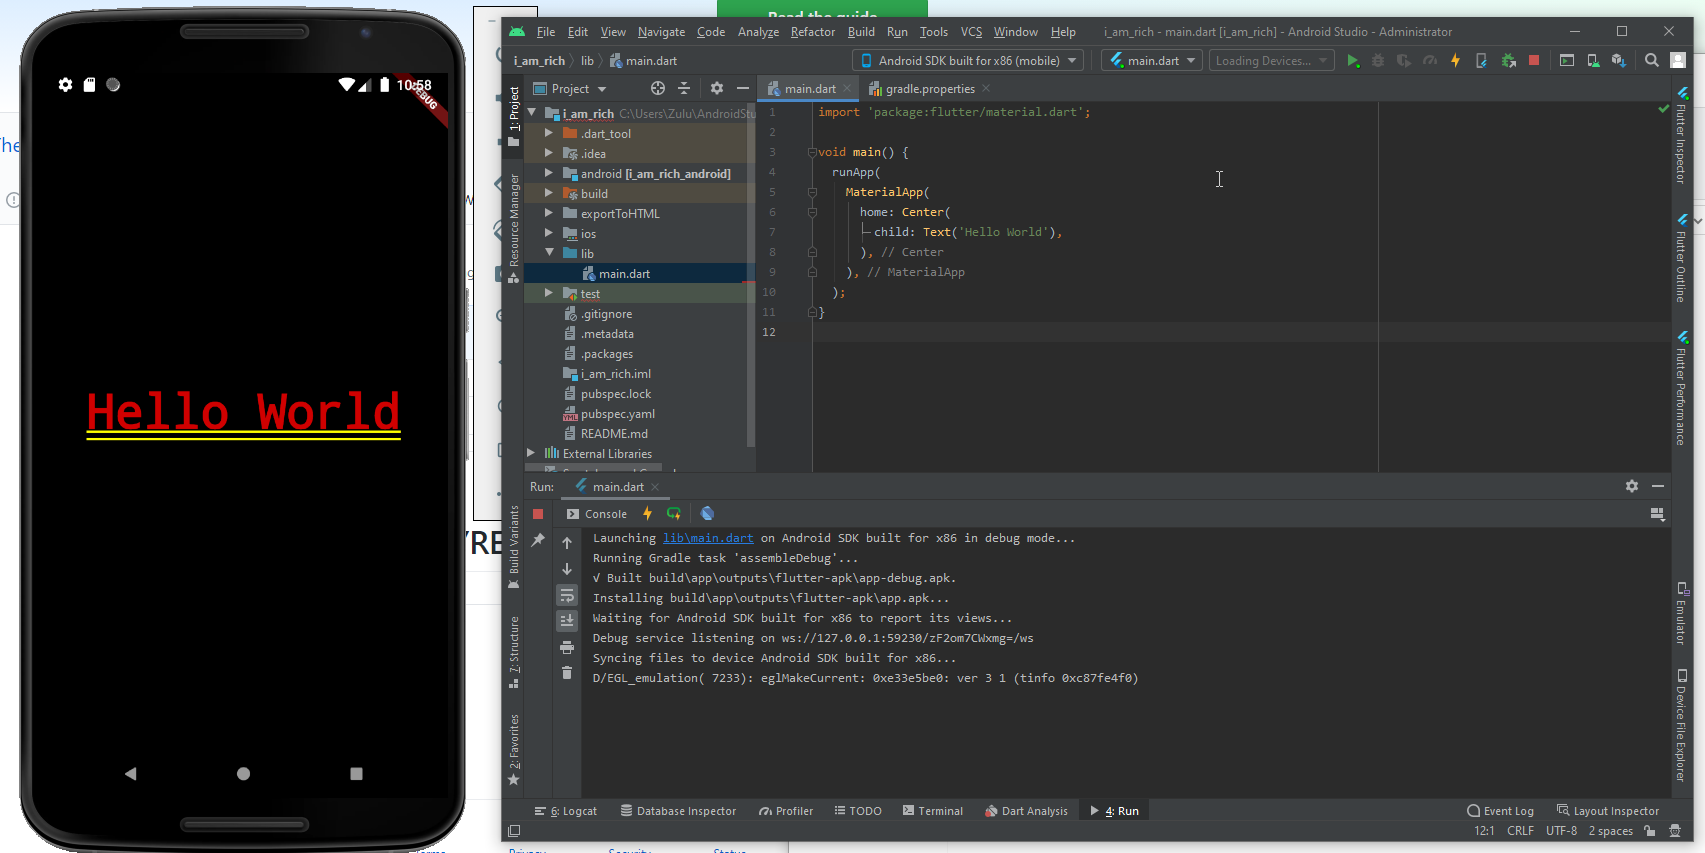 Read the guide
10:58
DEBUG
Hello World
File Edit View Navigate Code Analyze Refactor Build Run Tools VCS Window Help i_am_rich - main.dart [i_am_rich] - Android Studio - Administrator
i_am_rich lib main.dart Android SDK built for x86 (mobile) main.dart Loading Devices...
1: Project
Resource Manager
Build Variants
7: Structure
2: Favorites
Project
i_am_rich C:\Users\Zulu\AndroidStu
.dart_tool
.idea
android [i_am_rich_android]
build
exportToHTML
ios
lib
main.dart
test
.gitignore
.metadata
.packages
i_am_rich.iml
pubspec.lock
pubspec.yaml
README.md
External Libraries
main.dart gradle.properties
1 import 'package:flutter/material.dart';
2
3 void main() {
4 runApp(
5 MaterialApp(
6 home: Center(
7 child: Text('Hello World'),
8 ), // Center
9 ), // MaterialApp
10 );
11 }
12
Flutter Inspector
Flutter Outline
Flutter Performance
Emulator
Device File Explorer
Run: main.dart
Console
Launching lib\main.dart on Android SDK built for x86 in debug mode...
Running Gradle task 'assembleDebug'...
√ Built build\app\outputs\flutter-apk\app-debug.apk.
Installing build\app\outputs\flutter-apk\app.apk...
Waiting for Android SDK built for x86 to report its views...
Debug service listening on ws://127.0.0.1:59230/zF2om7CWxmg=/ws
Syncing files to device Android SDK built for x86...
D/EGL_emulation( 7233): eglMakeCurrent: 0xe33e5be0: ver 3 1 (tinfo 0xc87fe4f0)
6: Logcat Database Inspector Profiler TODO Terminal Dart Analysis 4: Run Event Log Layout Inspector
12:1 CRLF UTF-8 2 spaces
Privacy Security Status